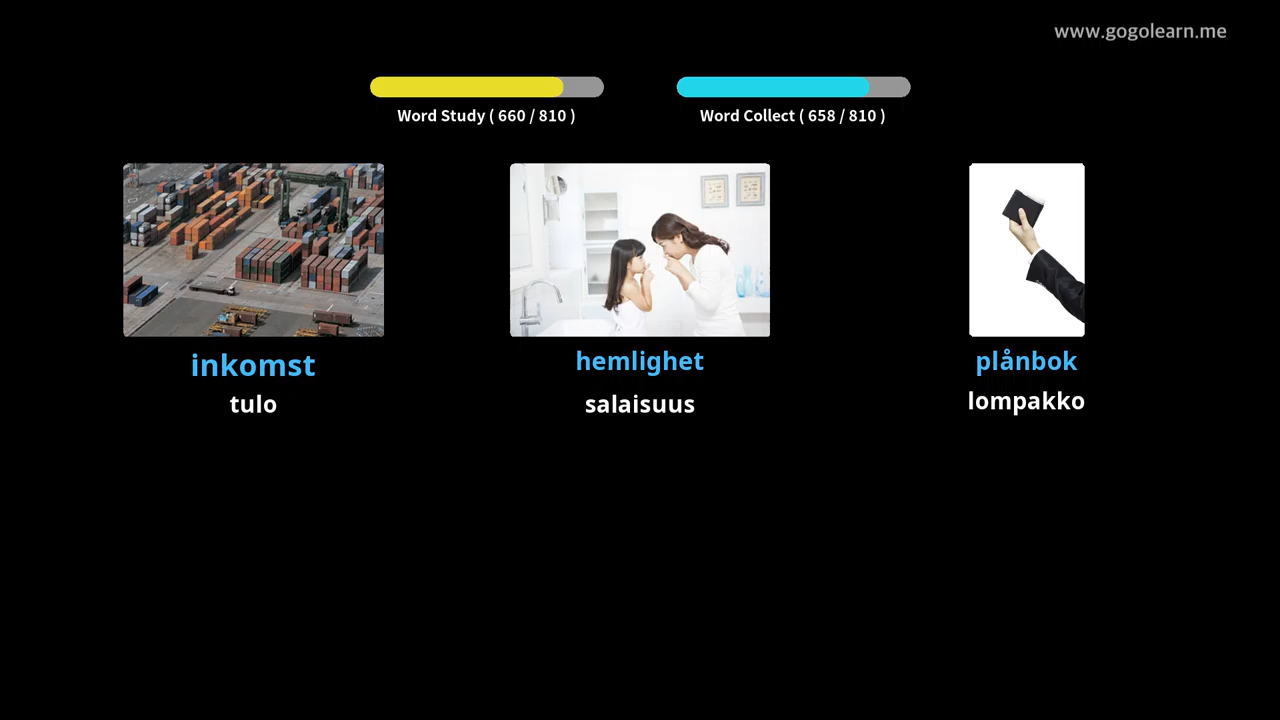 www.gogolearn.me
Word Study ( 660 / 810 )
Word Collect ( 658 / 810 )
inkomst
tulo
hemlighet
salaisuus
plånbok
lompakko